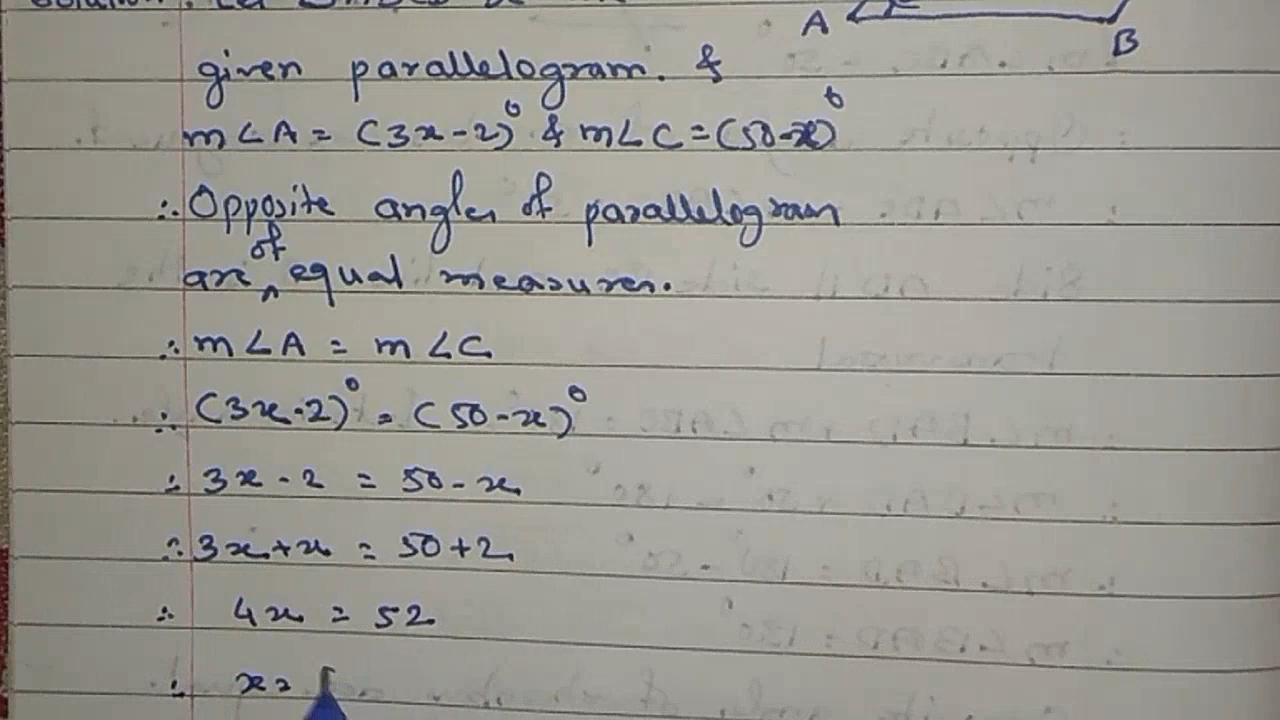 A
B
given parallelogram. &
m∠A = (3x-2)° & m∠C = (50-x)°
∴ Opposite angles of parallelogram
are of equal measures.
∴ m∠A = m∠C
∴ (3x-2)° = (50-x)°
∴ 3x - 2 = 50 - x
∴ 3x + x = 50 + 2
∴ 4x = 52
∴ x =